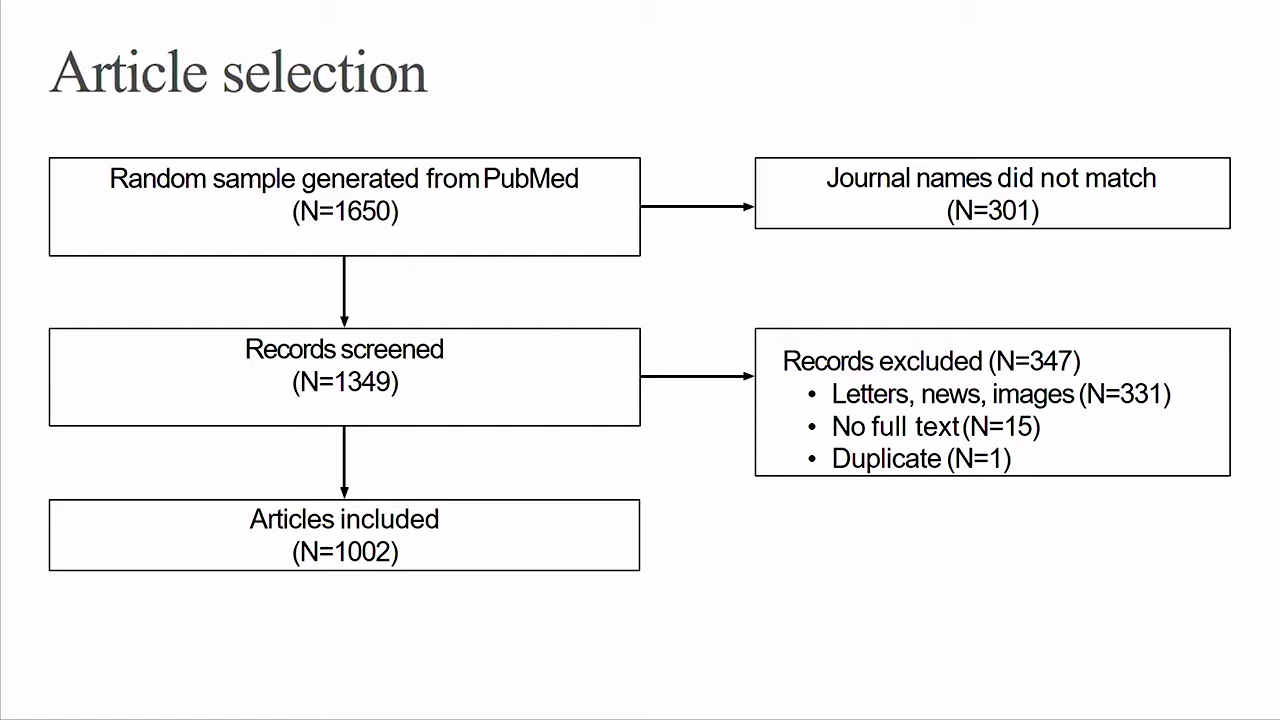 Article selection
Random sample generated from PubMed
(N=1650)
Journal names did not match
(N=301)
Records screened
(N=1349)
Records excluded (N=347)
• Letters, news, images (N=331)
• No full text (N=15)
• Duplicate (N=1)
Articles included
(N=1002)